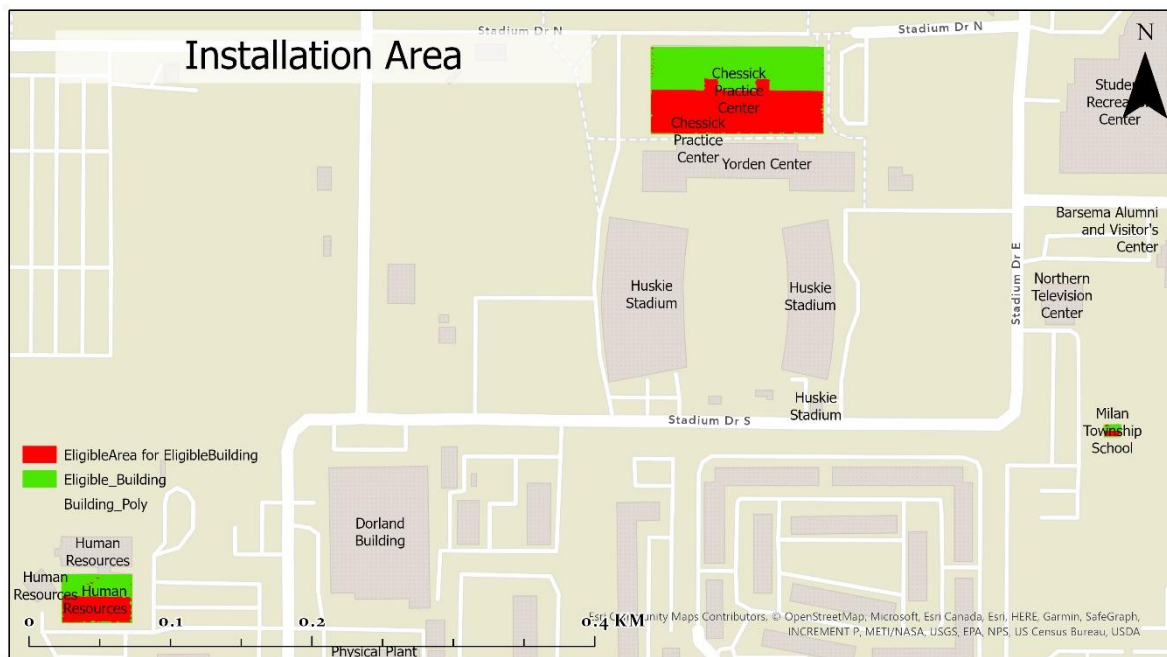 Stadium Dr N
Stadium Dr N
Installation Area
N
Chessick
Practice
Center
Chessick
Practice
Center
Yorden Center
Recreation
Center
Barsema Alumni
and Visitor's
Center
Stadium Dr E
Northern
Television
Center
Huskie
Stadium
Huskie
Stadium
Huskie
Stadium
Stadium Dr S
Milan
Township
School
EligibleArea for EligibleBuilding
Eligible_Building
Building_Poly
Dorland
Building
Human
Resources
Human
Resources
Human
Resources
0 0.1 0.2 0.4 KM
Physical Plant
Esri Community Maps Contributors, © OpenStreetMap, Microsoft, Esri Canada, Esri, HERE, Garmin, SafeGraph,
INCREMENT P, METI/NASA, USGS, EPA, NPS, US Census Bureau, USDA